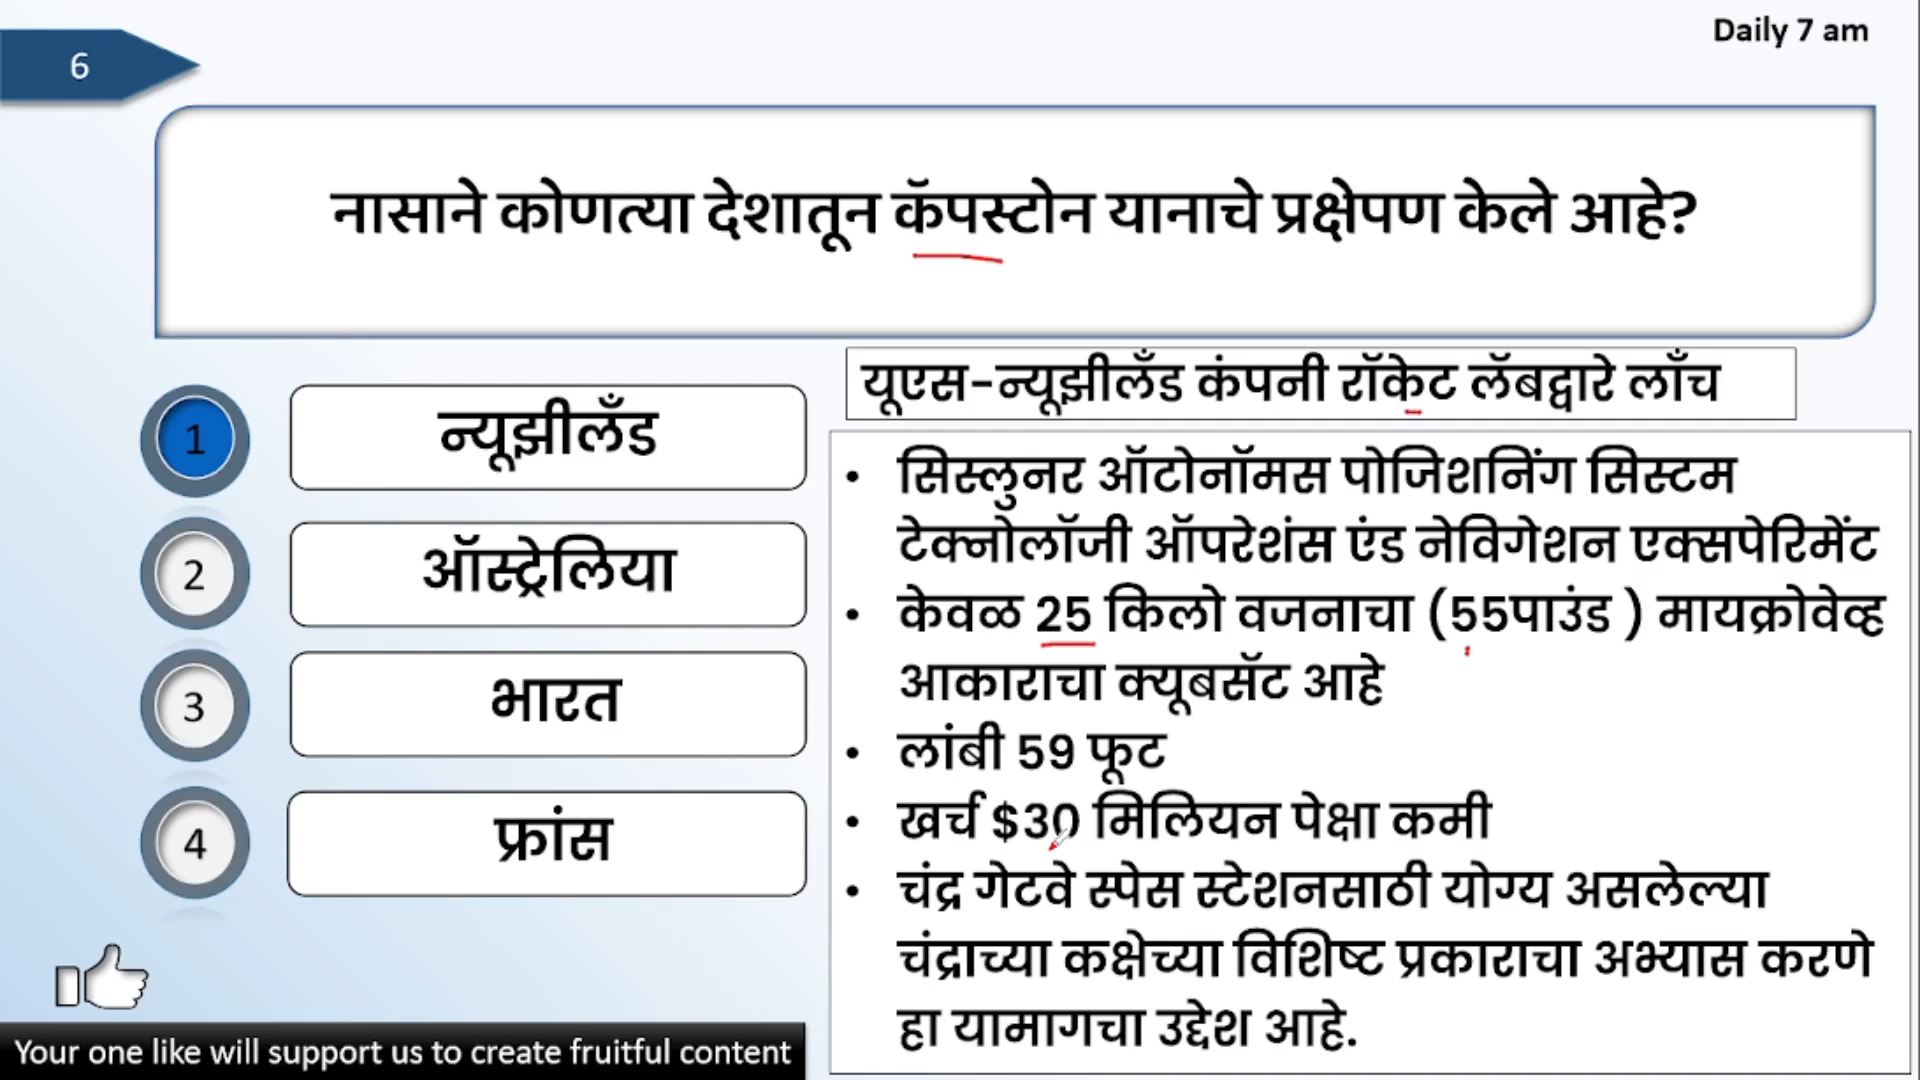 Daily 7 am
6
नासाने कोणत्या देशातून कॅपस्टोन यानाचे प्रक्षेपण केले आहे?
यूएस-न्यूझीलँड कंपनी रॉकेट लॅबद्वारे लाँच
1 न्यूझीलँड
2 ऑस्ट्रेलिया
3 भारत
4 फ्रांस
• सिस्लुनर ऑटोनॉमस पोजिशनिंग सिस्टम
टेक्नोलॉजी ऑपरेशंस एंड नेविगेशन एक्सपेरिमेंट
• केवळ 25 किलो वजनाचा (55पाउंड ) मायक्रोवेव्ह
आकाराचा क्यूबसॅट आहे
• लांबी 59 फूट
• खर्च $30 मिलियन पेक्षा कमी
• चंद्र गेटवे स्पेस स्टेशनसाठी योग्य असलेल्या
चंद्राच्या कक्षेच्या विशिष्ट प्रकाराचा अभ्यास करणे
हा यामागचा उद्देश आहे.
Your one like will support us to create fruitful content